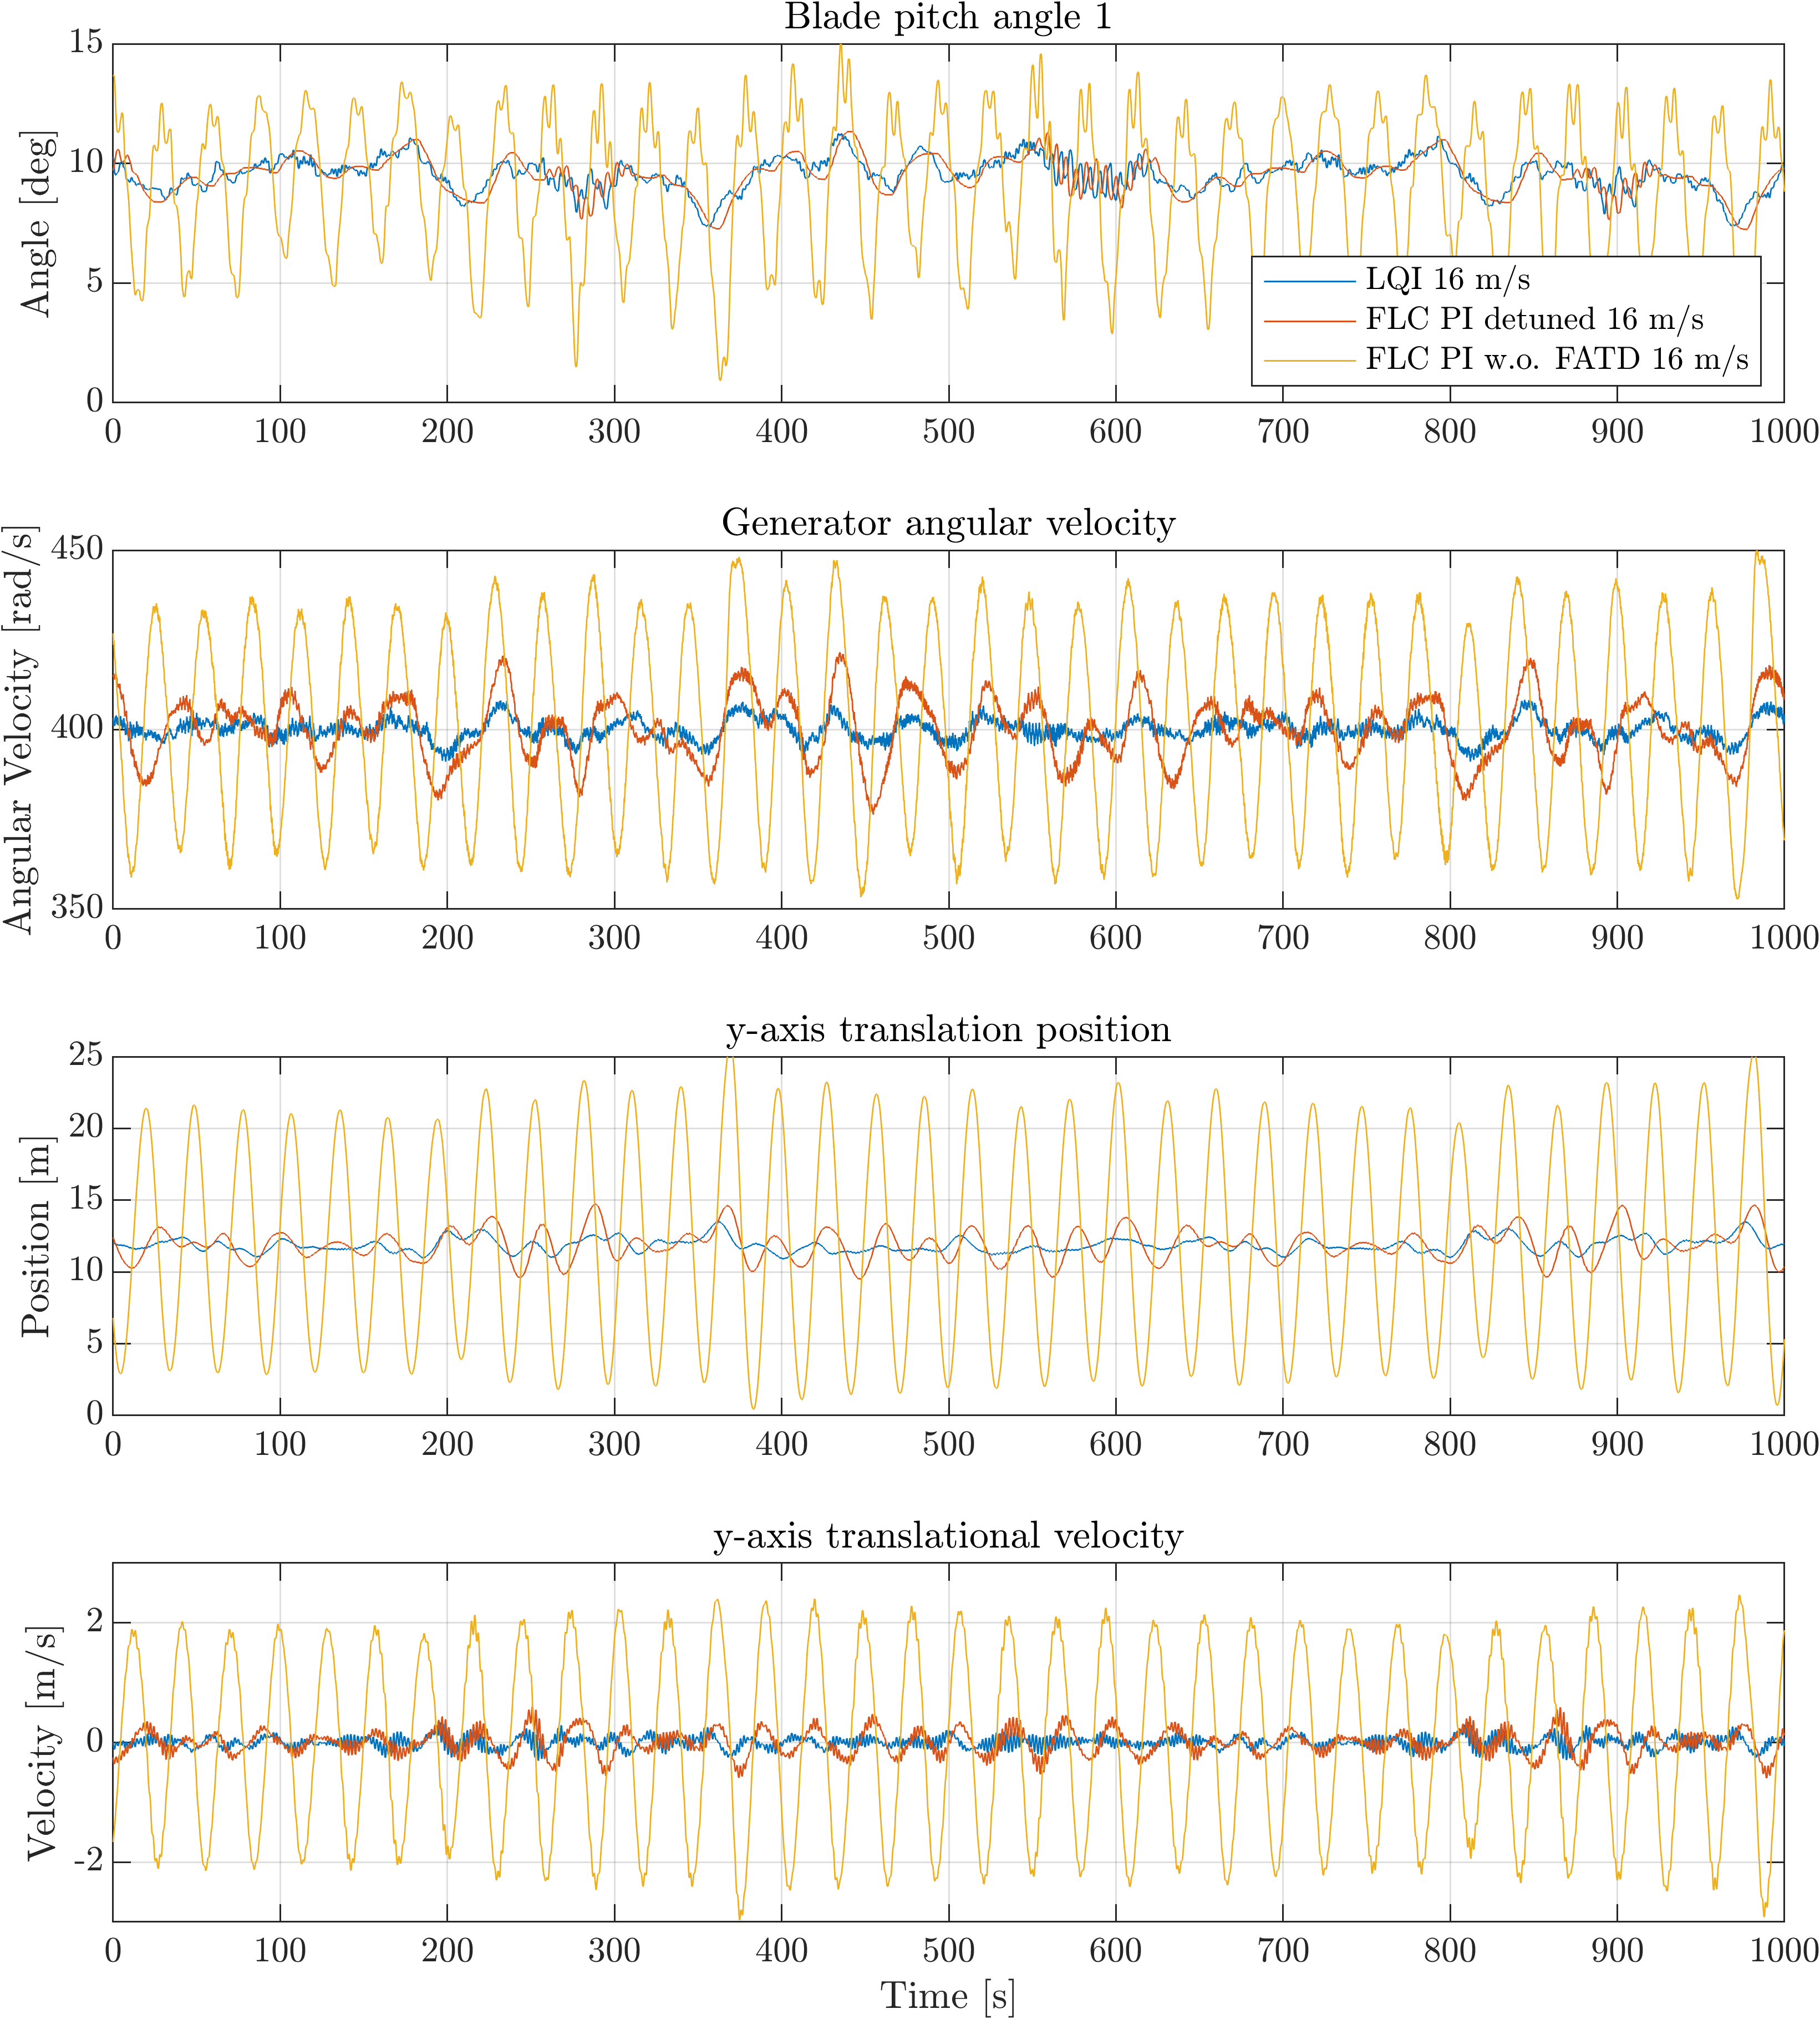 Blade pitch angle 1
15
10
5
0
Angle [deg]
LQI 16 m/s
FLC PI detuned 16 m/s
FLC PI w.o. FATD 16 m/s
0 100 200 300 400 500 600 700 800 900 1000
Generator angular velocity
450
400
350
Angular Velocity [rad/s]
0 100 200 300 400 500 600 700 800 900 1000
y-axis translation position
25
20
15
10
5
0
Position [m]
0 100 200 300 400 500 600 700 800 900 1000
y-axis translational velocity
2
0
-2
Velocity [m/s]
0 100 200 300 400 500 600 700 800 900 1000
Time [s]